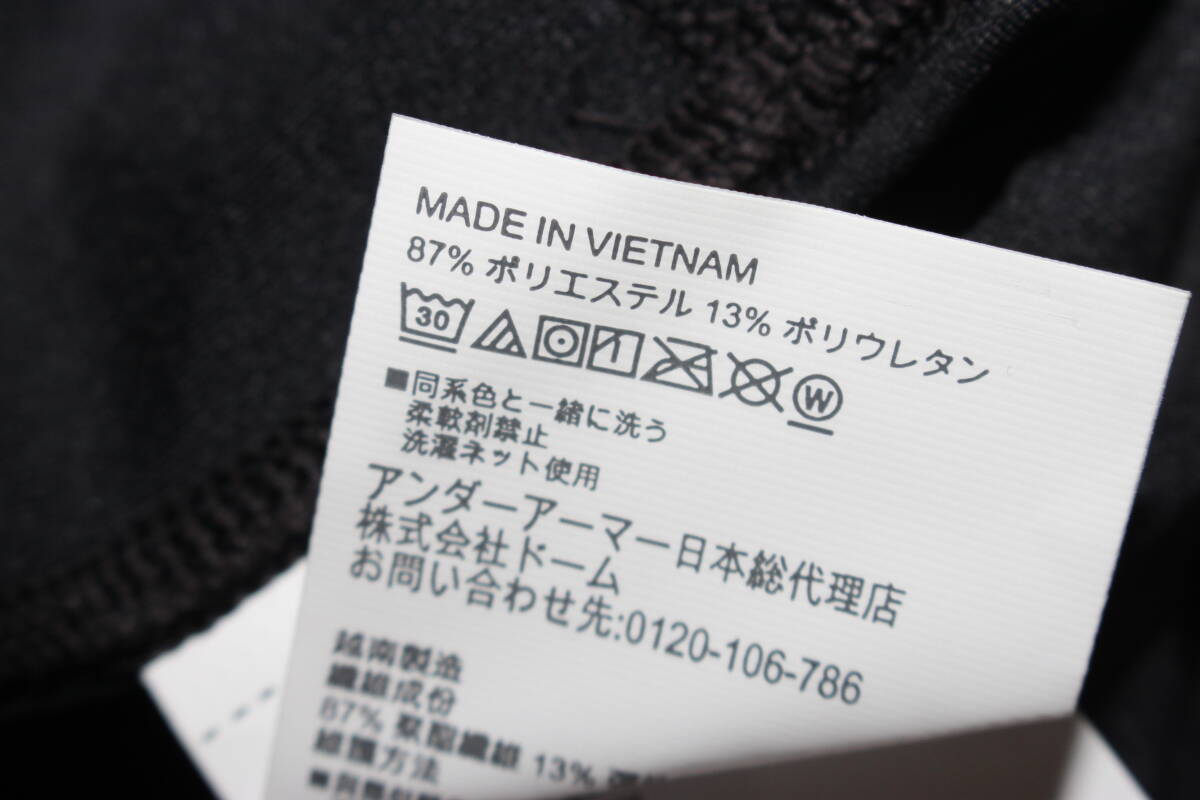 MADE IN VIETNAM
87% ポリエステル 13% ポリウレタン
30
W
■同系色と一緒に洗う
柔軟剤禁止
洗濯ネット使用
アンダーアーマー日本総代理店
株式会社ドーム
お問い合わせ先:0120-106-786
越南製造
纖維成份
87% 聚酯纖維 13%
維護方法